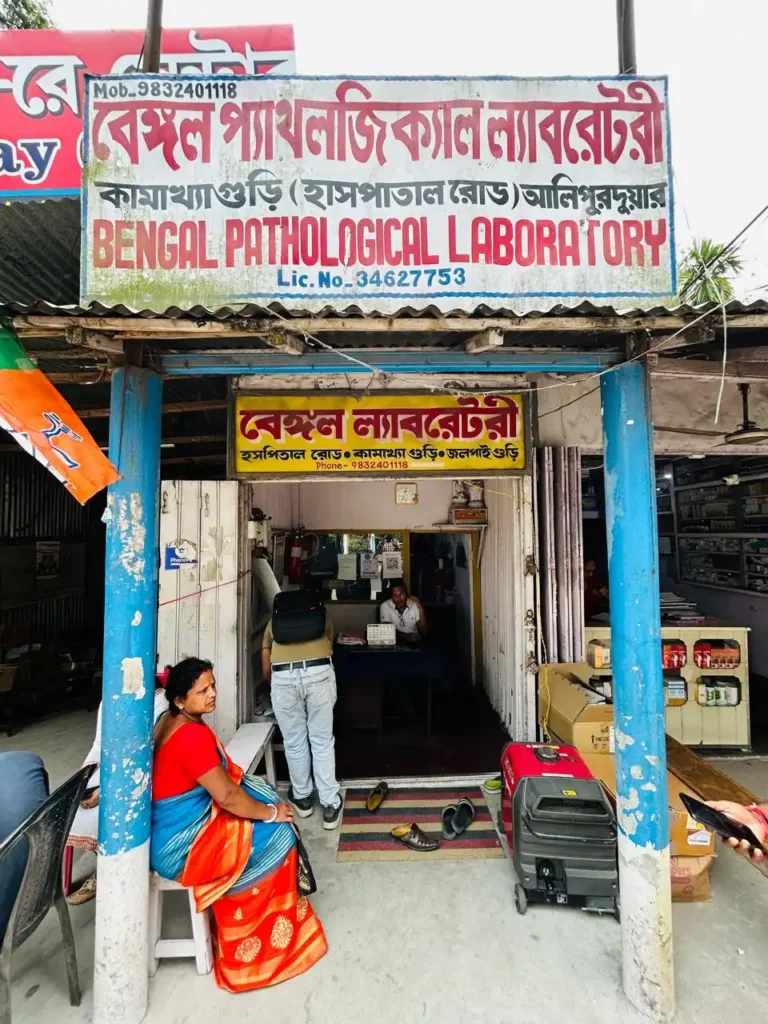 -রে সেন্টার
ay
Mob. 9832401118
বেঙ্গল প্যাথলজিক্যাল ল্যাবরেটরী
কামাখ্যাগুড়ি (হাসপাতাল রোড) আলিপুরদুয়ার
BENGAL PATHOLOGICAL LABORATORY
Lic. No. 34627753
বেঙ্গল ল্যাবরেটরী
হসপিতাল রোড • কামাখ্যাগুড়ি • জলপাইগুড়ি
Phone- 9832401118